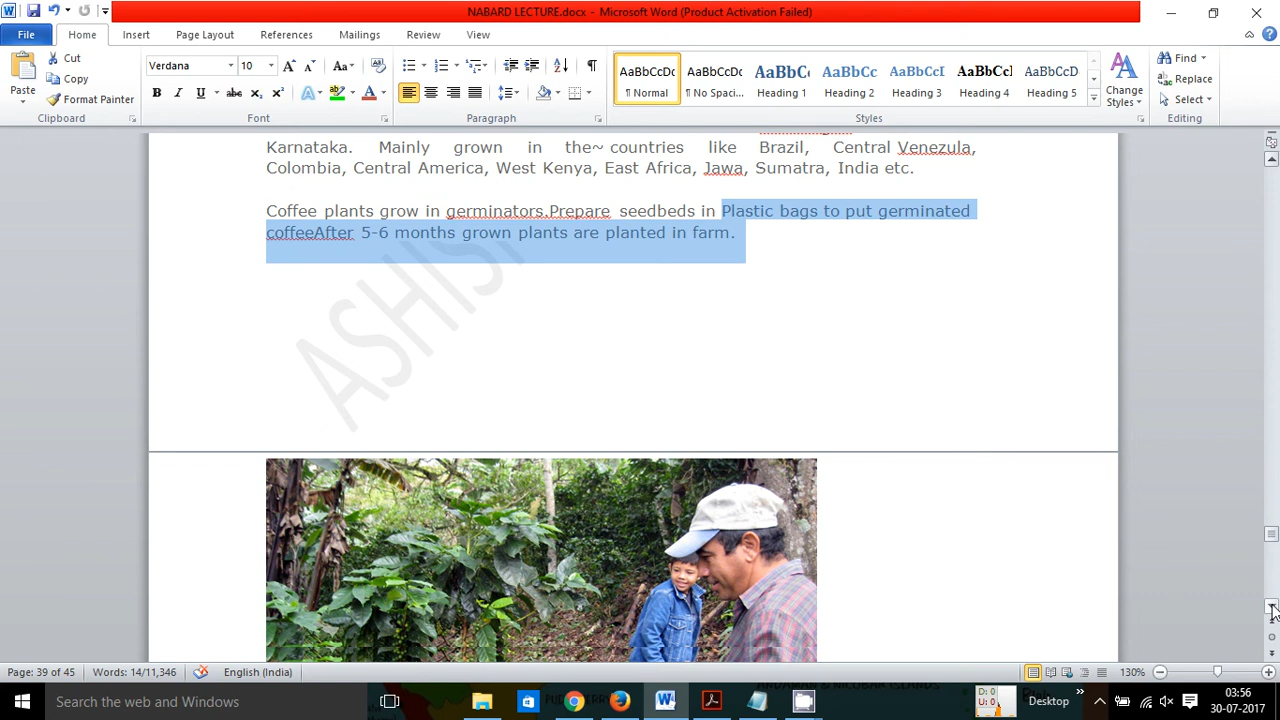 NABARD LECTURE.docx - Microsoft Word (Product Activation Failed)
File Home Insert Page Layout References Mailings Review View
Paste Cut Copy Format Painter
Verdana 10
AaBbCcDc AaBbCcDc AaBbCc AaBbCc AaBbCcI AaBbCcI AaBbCcD
¶ Normal ¶ No Spaci... Heading 1 Heading 2 Heading 3 Heading 4 Heading 5
Change Styles
Find Replace Select
Clipboard Font Paragraph Styles Editing
Karnataka. Mainly grown in the~ countries like Brazil, Central Venezula,
Colombia, Central America, West Kenya, East Africa, Jawa, Sumatra, India etc.
Coffee plants grow in germinators.Prepare seedbeds in Plastic bags to put germinated
coffeeAfter 5-6 months grown plants are planted in farm.
ASHIS
Page: 39 of 45 Words: 14/11,346 English (India) 130%
Search the web and Windows
D: 0
U: 0
Desktop
03:56
30-07-2017